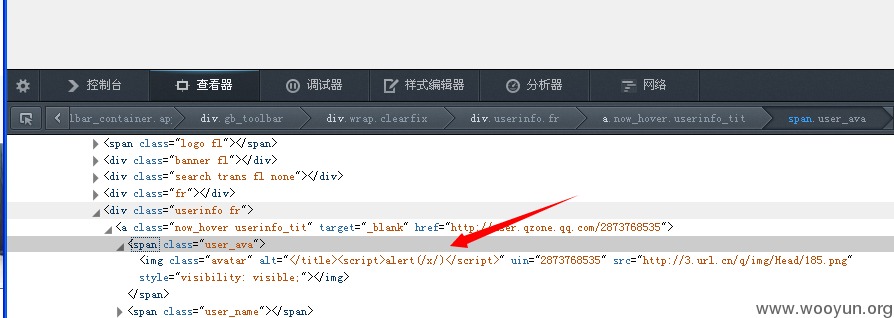 控制台 查看器 调试器 样式编辑器 分析器 网络
lbar_container.ap div.gb_toolbar div.wrap.clearfix div.userinfo.fr a.now_hover.userinfo_tit span.user_ava
<span class="logo fl"></span>
<div class="banner fl"></div>
<div class="search trans fl none"></div>
<div class="fr"></div>
<div class="userinfo fr">
<a class="now_hover userinfo_tit" target="_blank" href="http://user.qzone.qq.com/2873768535">
<span class="user_ava">
<img class="avatar" alt="</title><script>alert(/x/)</script>" uin="2873768535" src="http://3.url.cn/q/img/Head/185.png"
style="visibility: visible;"></img>
</span>
<span class="user_name"></span>
www.wooyun.org